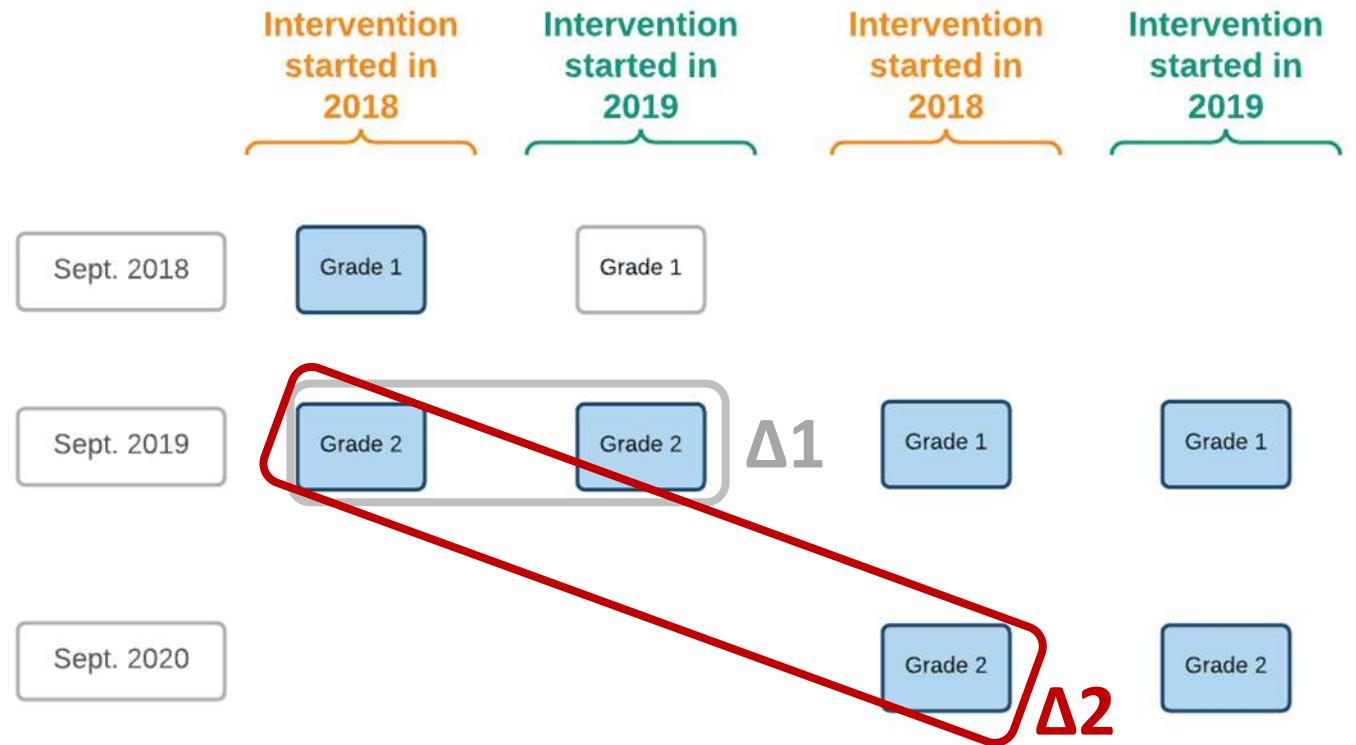 Intervention
started in
2018
Intervention
started in
2019
Intervention
started in
2018
Intervention
started in
2019
Sept. 2018
Grade 1
Grade 1
Sept. 2019
Grade 2
Grade 2
Δ1
Grade 1
Grade 1
Sept. 2020
Grade 2
Δ2
Grade 2